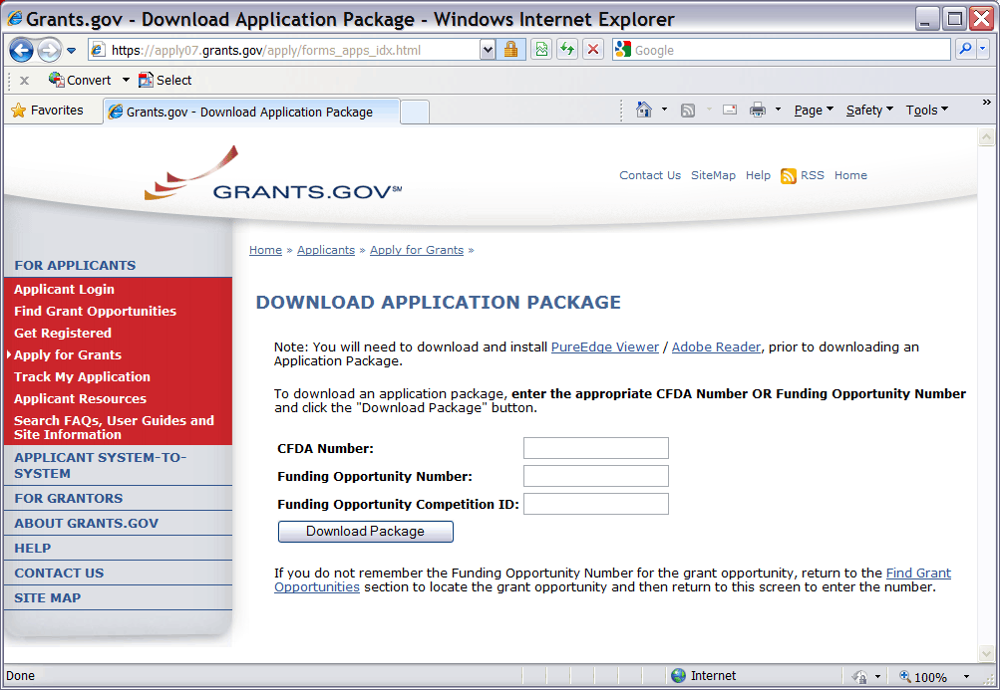 Grants.gov - Download Application Package - Windows Internet Explorer
https://apply07.grants.gov/apply/forms_apps_idx.html
Google
Convert
Select
Favorites
Grants.gov - Download Application Package
Page
Safety
Tools
»
GRANTS.GOV℠
Contact Us SiteMap Help RSS Home
Home » Applicants » Apply for Grants »
FOR APPLICANTS
Applicant Login
Find Grant Opportunities
Get Registered
Apply for Grants
Track My Application
Applicant Resources
Search FAQs, User Guides and
Site Information
APPLICANT SYSTEM-TO-
SYSTEM
FOR GRANTORS
ABOUT GRANTS.GOV
HELP
CONTACT US
SITE MAP
DOWNLOAD APPLICATION PACKAGE
Note: You will need to download and install PureEdge Viewer / Adobe Reader, prior to downloading an
Application Package.
To download an application package, enter the appropriate CFDA Number OR Funding Opportunity Number
and click the "Download Package" button.
CFDA Number:
Funding Opportunity Number:
Funding Opportunity Competition ID:
Download Package
If you do not remember the Funding Opportunity Number for the grant opportunity, return to the Find Grant
Opportunities section to locate the grant opportunity and then return to this screen to enter the number.
Done
Internet
100%